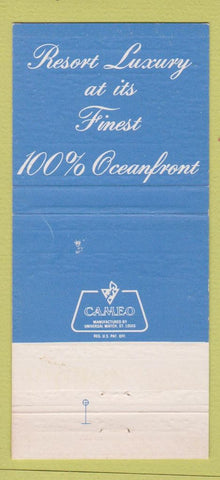 Resort Luxury
at its
Finest
100% Oceanfront
CAMEO
MANUFACTURED BY
UNIVERSAL MATCH, ST. LOUIS
REG. U.S. PAT. OFF.